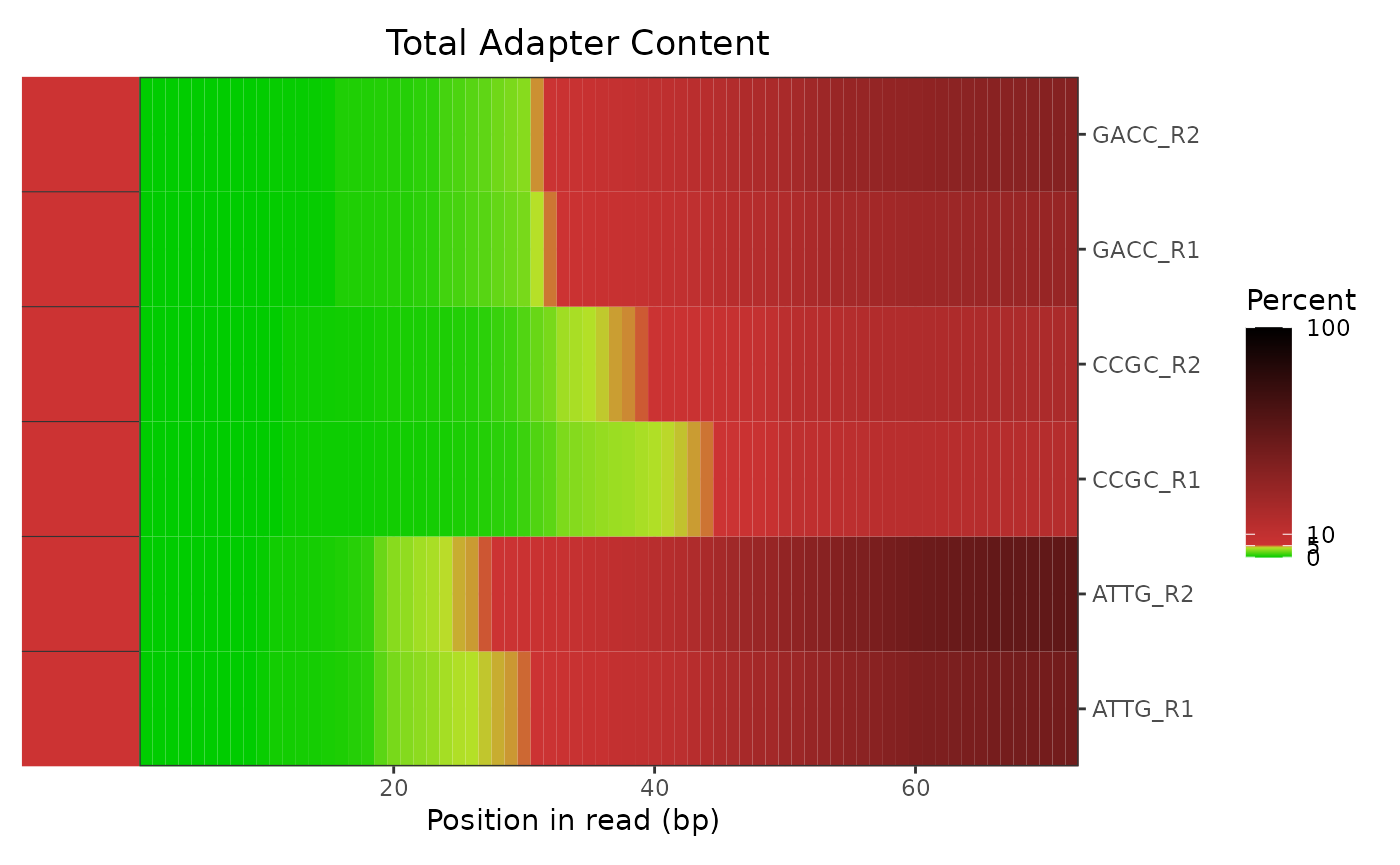 Total Adapter Content
GACC_R2
GACC_R1
CCGC_R2
CCGC_R1
ATTG_R2
ATTG_R1
20
40
60
Position in read (bp)
Percent
100
10
5
0